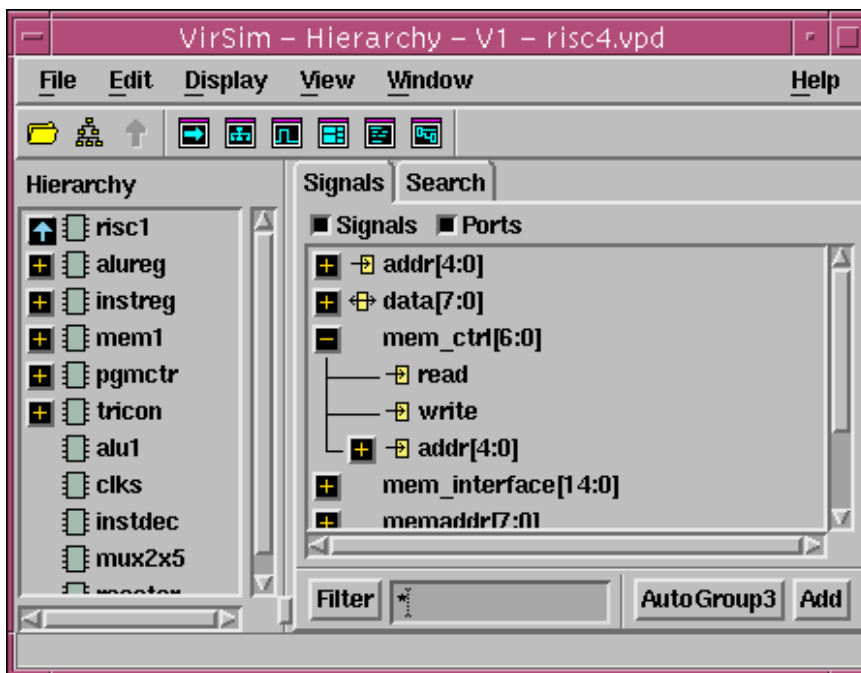 VirSim – Hierarchy – V1 – risc4.vpd
File Edit Display View Window Help
Hierarchy
risc1
alureg
instreg
mem1
pgmctr
tricon
alu1
clks
instdec
mux2x5
Signals Search
Signals Ports
addr[4:0]
data[7:0]
mem_ctrl[6:0]
read
write
addr[4:0]
mem_interface[14:0]
memaddr[7:0]
Filter * AutoGroup3 Add